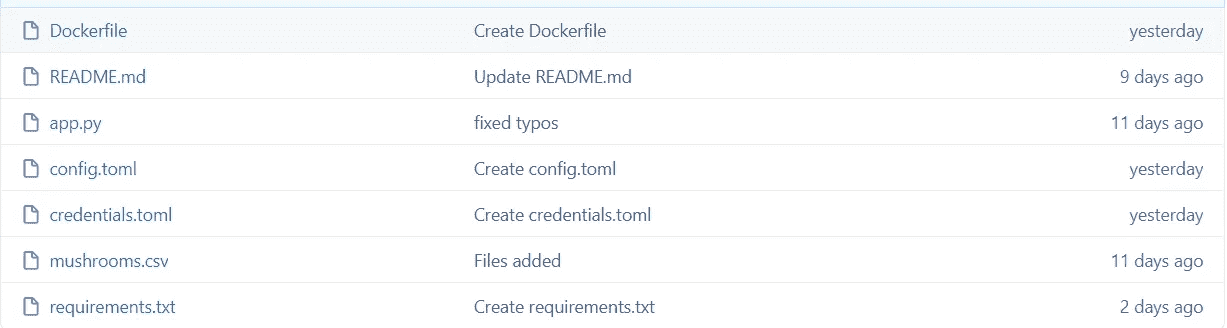 Dockerfile Create Dockerfile yesterday
README.md Update README.md 9 days ago
app.py fixed typos 11 days ago
config.toml Create config.toml yesterday
credentials.toml Create credentials.toml yesterday
mushrooms.csv Files added 11 days ago
requirements.txt Create requirements.txt 2 days ago